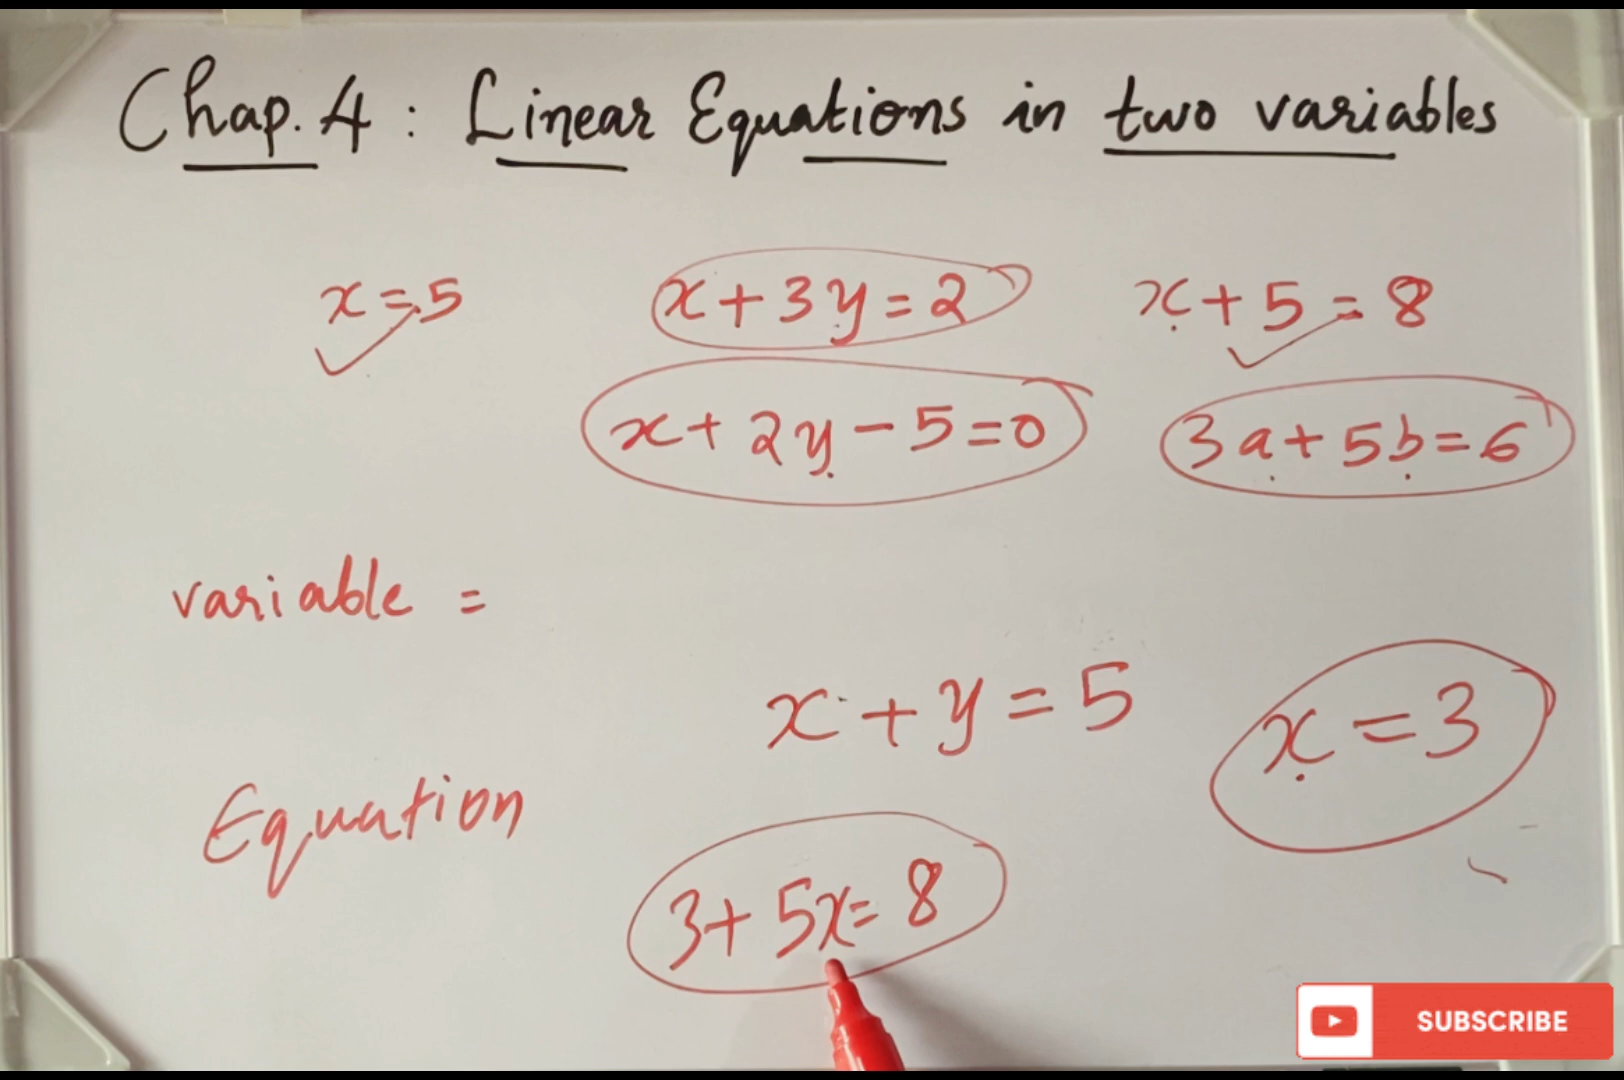 Chap. 4 : Linear Equations in two variables
x = 5 x + 3y = 2 x + 5 = 8
x + 2y - 5 = 0 3a + 5b = 6
variable =
x + y = 5 x = 3
Equation
3 + 5x = 8
SUBSCRIBE